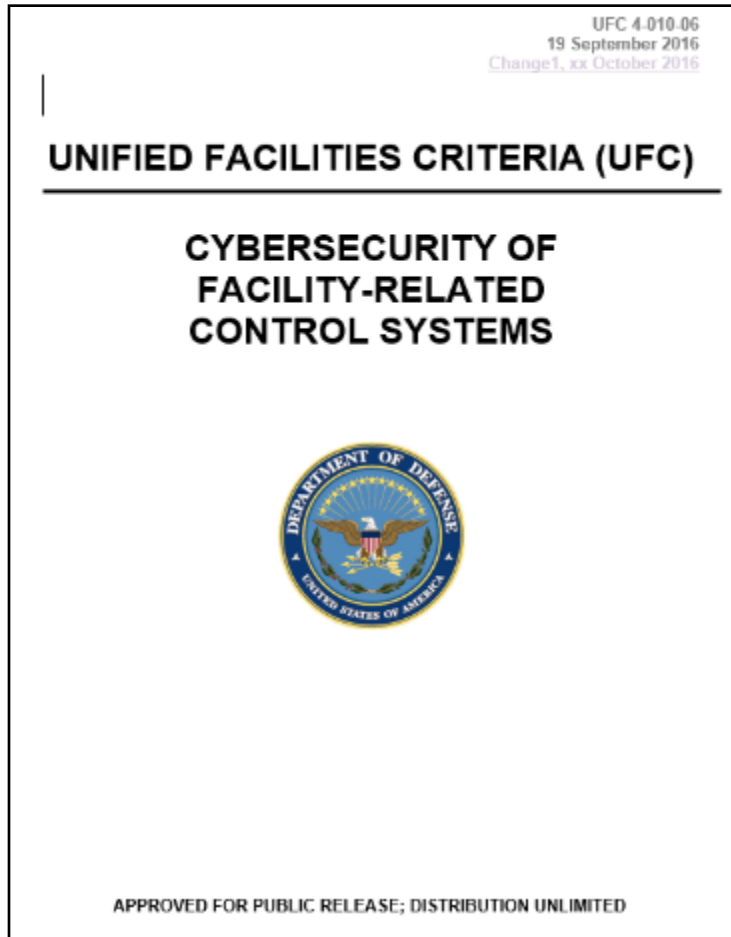 UFC 4-010-06
19 September 2016
Change1, xx October 2016
UNIFIED FACILITIES CRITERIA (UFC)
CYBERSECURITY OF
FACILITY-RELATED
CONTROL SYSTEMS
DEPARTMENT OF DEFENSE
UNITED STATES OF AMERICA
APPROVED FOR PUBLIC RELEASE; DISTRIBUTION UNLIMITED